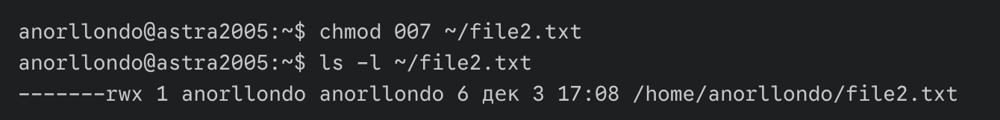 anorllondo@astra2005:~$ chmod 007 ~/file2.txt
anorllondo@astra2005:~$ ls -l ~/file2.txt
-------rwx 1 anorllondo anorllondo 6 дек 3 17:08 /home/anorllondo/file2.txt